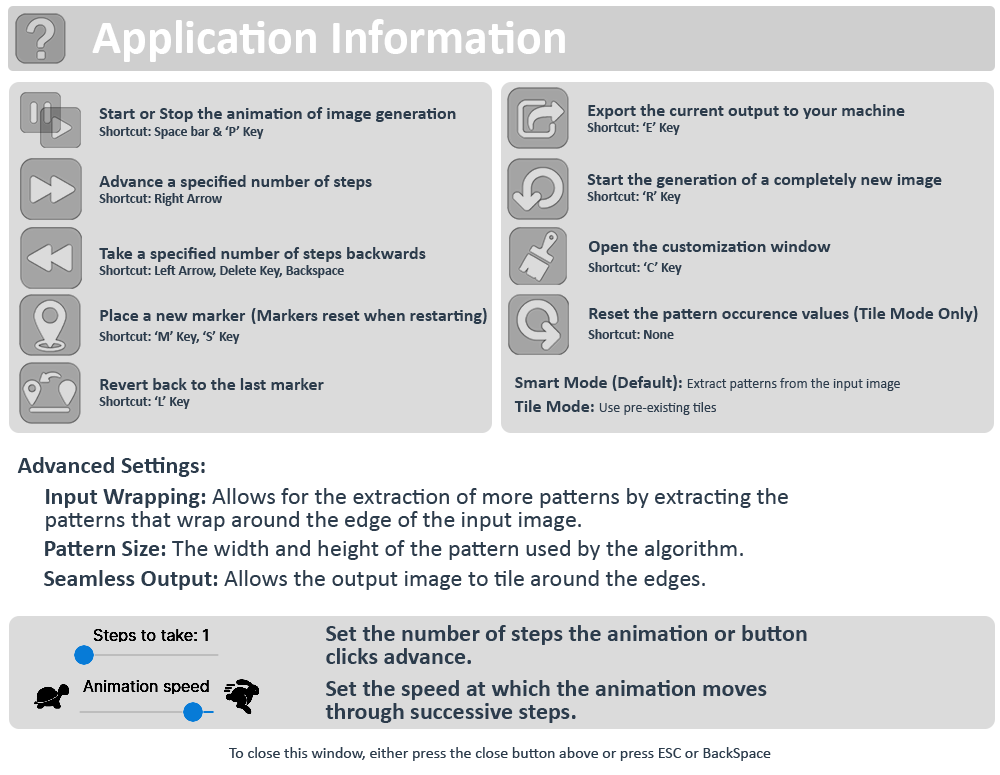 ?
Application Information
Start or Stop the animation of image generation
Shortcut: Space bar & ‘P’ Key
Advance a specified number of steps
Shortcut: Right Arrow
Take a specified number of steps backwards
Shortcut: Left Arrow, Delete Key, Backspace
Place a new marker (Markers reset when restarting)
Shortcut: ‘M’ Key, ‘S’ Key
Revert back to the last marker
Shortcut: ‘L’ Key
Export the current output to your machine
Shortcut: ‘E’ Key
Start the generation of a completely new image
Shortcut: ‘R’ Key
Open the customization window
Shortcut: ‘C’ Key
Reset the pattern occurence values (Tile Mode Only)
Shortcut: None
Smart Mode (Default): Extract patterns from the input image
Tile Mode: Use pre-existing tiles
Advanced Settings:
Input Wrapping: Allows for the extraction of more patterns by extracting the
patterns that wrap around the edge of the input image.
Pattern Size: The width and height of the pattern used by the algorithm.
Seamless Output: Allows the output image to tile around the edges.
Steps to take: 1
Set the number of steps the animation or button
clicks advance.
Animation speed
Set the speed at which the animation moves
through successive steps.
To close this window, either press the close button above or press ESC or BackSpace